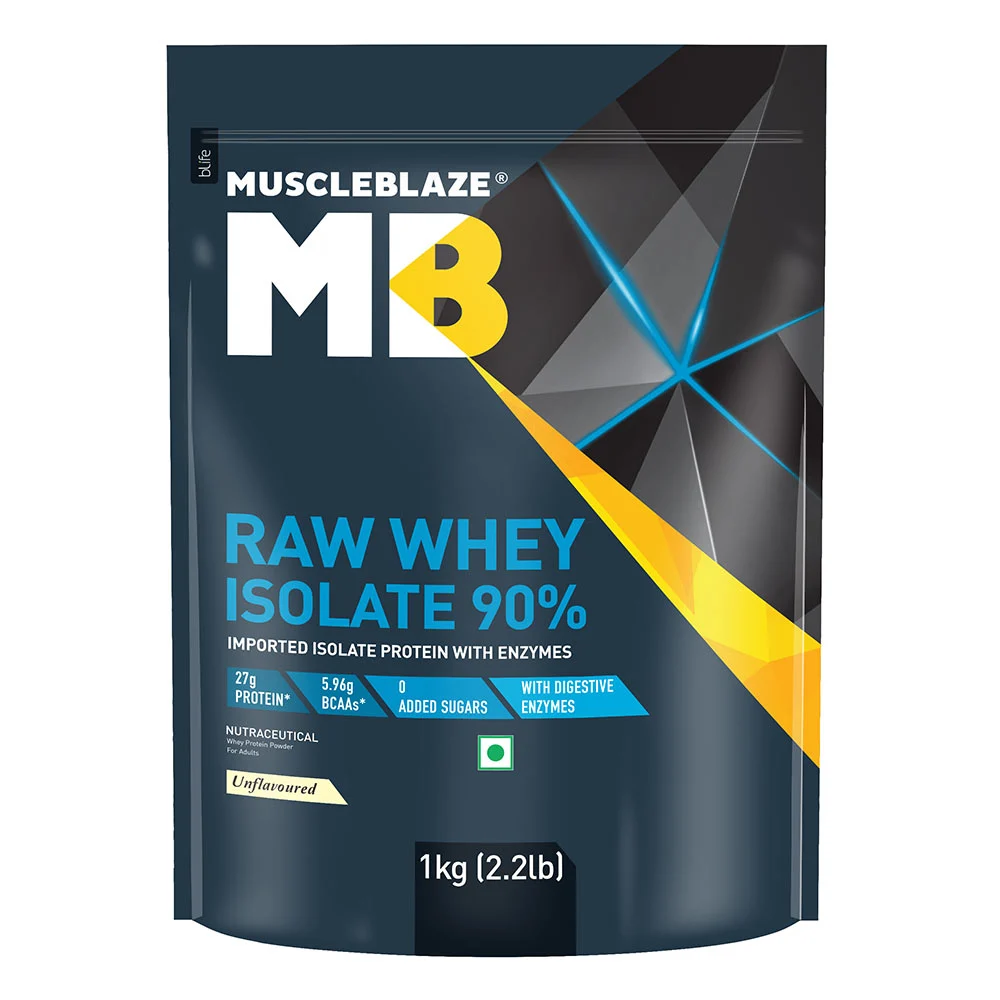 bLife
MUSCLEBLAZE®
MB
RAW WHEY
ISOLATE 90%
IMPORTED ISOLATE PROTEIN WITH ENZYMES
27g
PROTEIN*
5.96g
BCAAs*
0
ADDED SUGARS
WITH DIGESTIVE
ENZYMES
NUTRACEUTICAL
Whey Protein Powder
For Adults
Unflavoured
1kg (2.2lb)